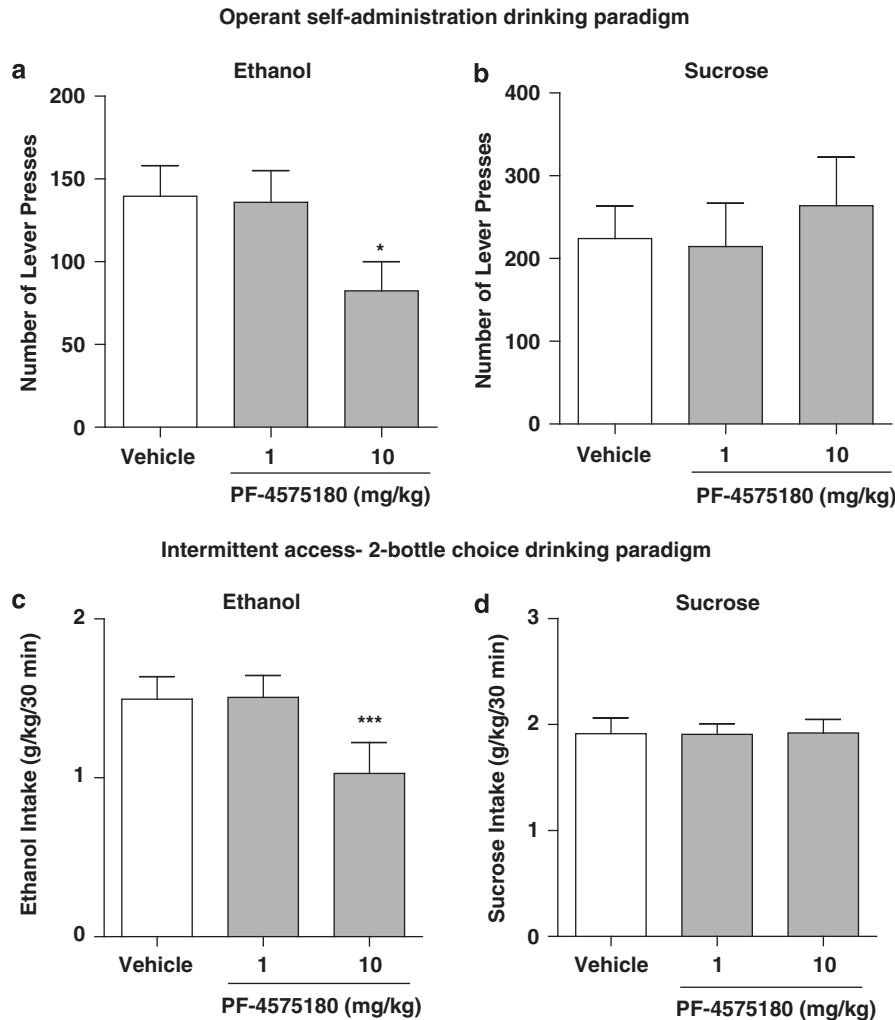 Operant self-administration drinking paradigm
a
Ethanol
Number of Lever Presses
200
150
100
50
0
*
Vehicle
1
10
PF-4575180 (mg/kg)
b
Sucrose
Number of Lever Presses
400
300
200
100
0
Vehicle
1
10
PF-4575180 (mg/kg)
Intermittent access- 2-bottle choice drinking paradigm
c
Ethanol
Ethanol Intake (g/kg/30 min)
2
1
0
***
Vehicle
1
10
PF-4575180 (mg/kg)
d
Sucrose
Sucrose Intake (g/kg/30 min)
3
2
1
0
Vehicle
1
10
PF-4575180 (mg/kg)